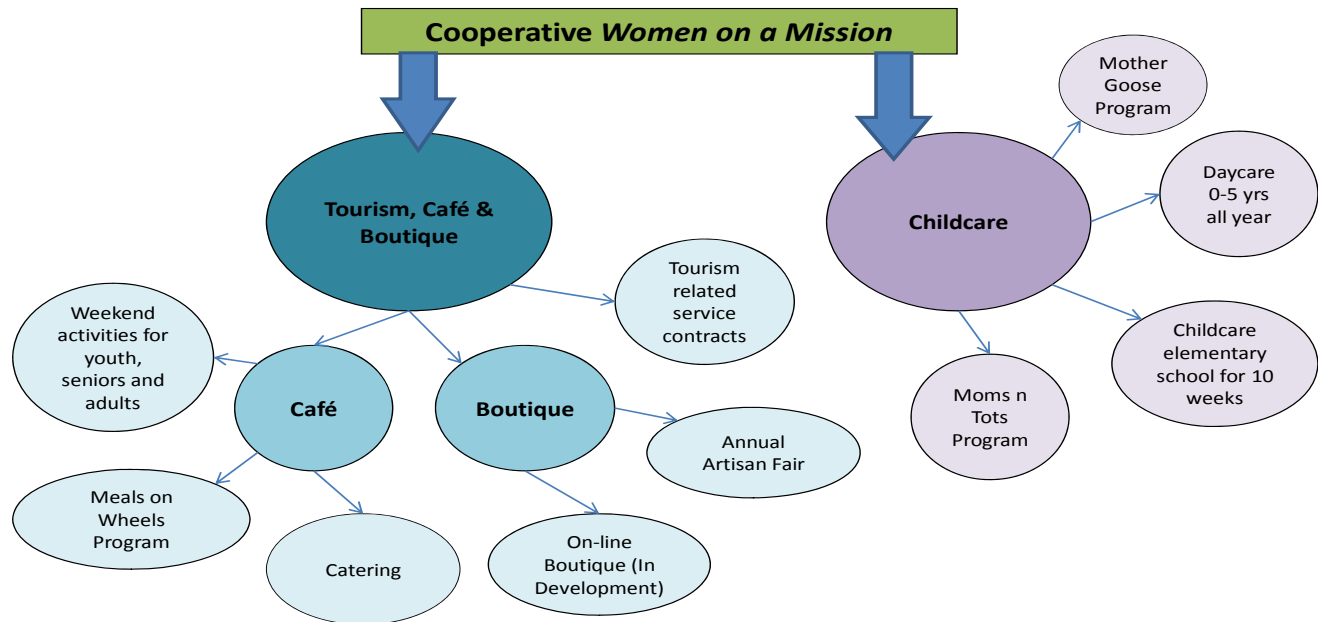 Cooperative Women on a Mission
Mother
Goose
Program
Daycare
0-5 yrs
all year
Tourism, Café &
Boutique
Childcare
Tourism
related
service
contracts
Weekend
activities for
youth,
seniors and
adults
Childcare
elementary
school for 10
weeks
Café
Boutique
Moms n
Tots
Program
Annual
Artisan Fair
Meals on
Wheels
Program
Catering
On-line
Boutique (In
Development)